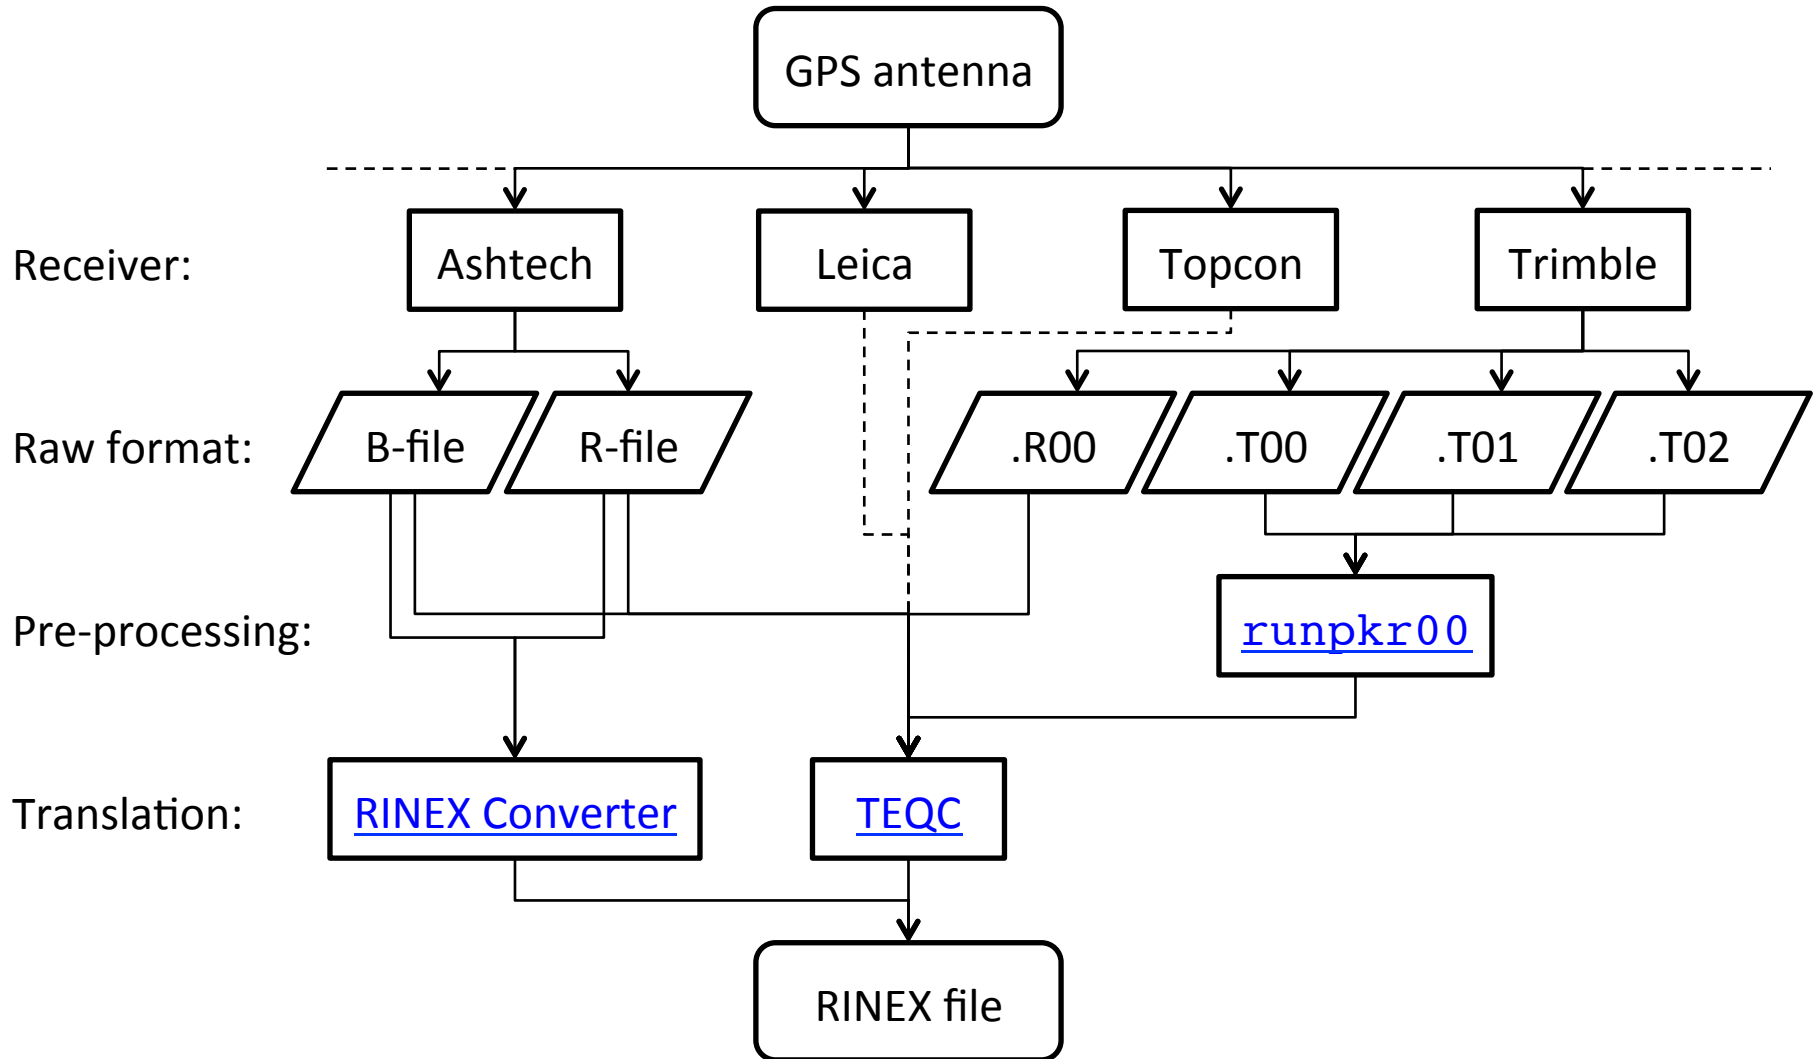 GPS antenna
Receiver:
Ashtech
Leica
Topcon
Trimble
Raw format:
B-file
R-file
.R00
.T00
.T01
.T02
Pre-processing:
runpkr00
Translation:
RINEX Converter
TEQC
RINEX file